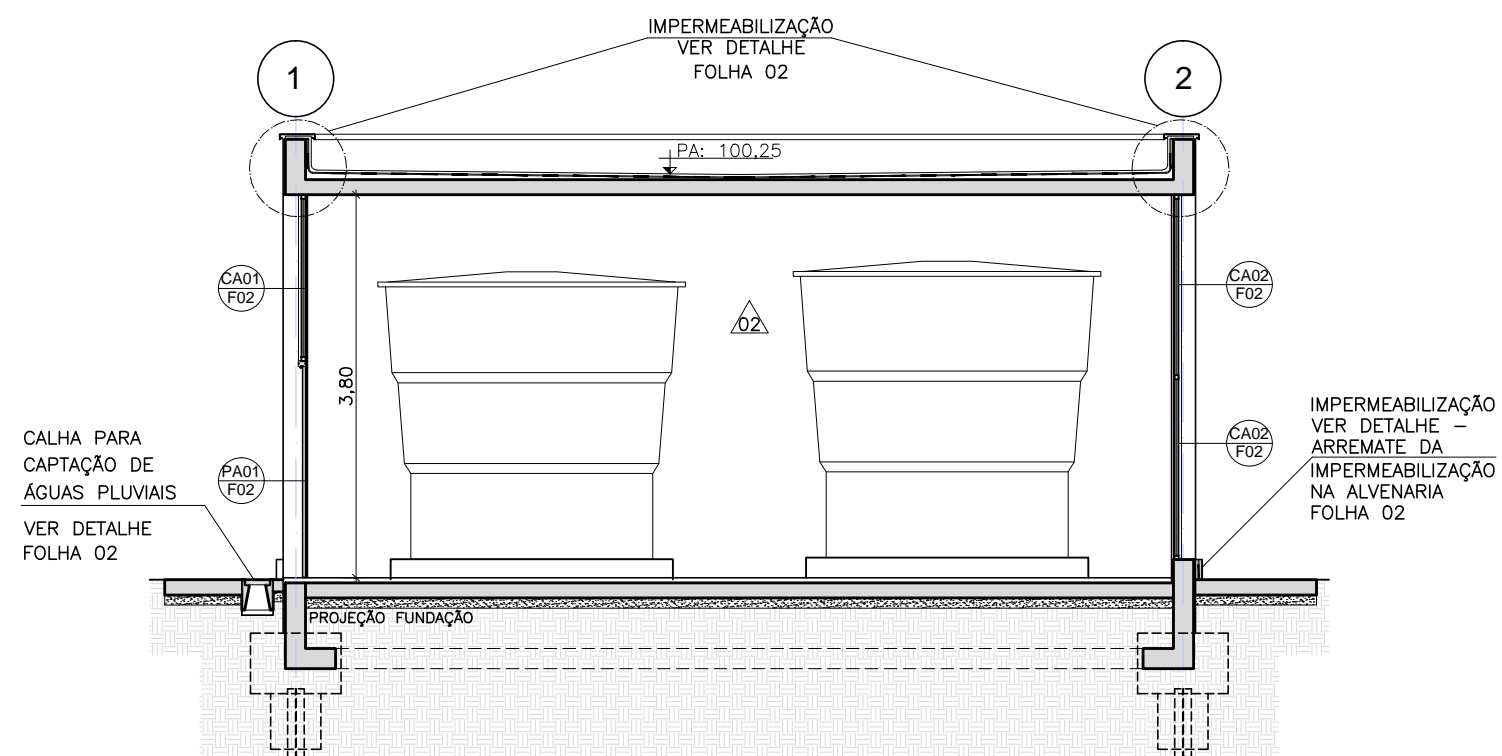 IMPERMEABILIZAÇÃO
VER DETALHE
FOLHA 02
1
2
PA: 100,25
CA01
F02
CA02
F02
02
3,80
CALHA PARA
CAPTAÇÃO DE
ÁGUAS PLUVIAIS
VER DETALHE
FOLHA 02
PA01
F02
CA02
F02
IMPERMEABILIZAÇÃO
VER DETALHE –
ARREMATE DA
IMPERMEABILIZAÇÃO
NA ALVENARIA
FOLHA 02
PROJEÇÃO FUNDAÇÃO